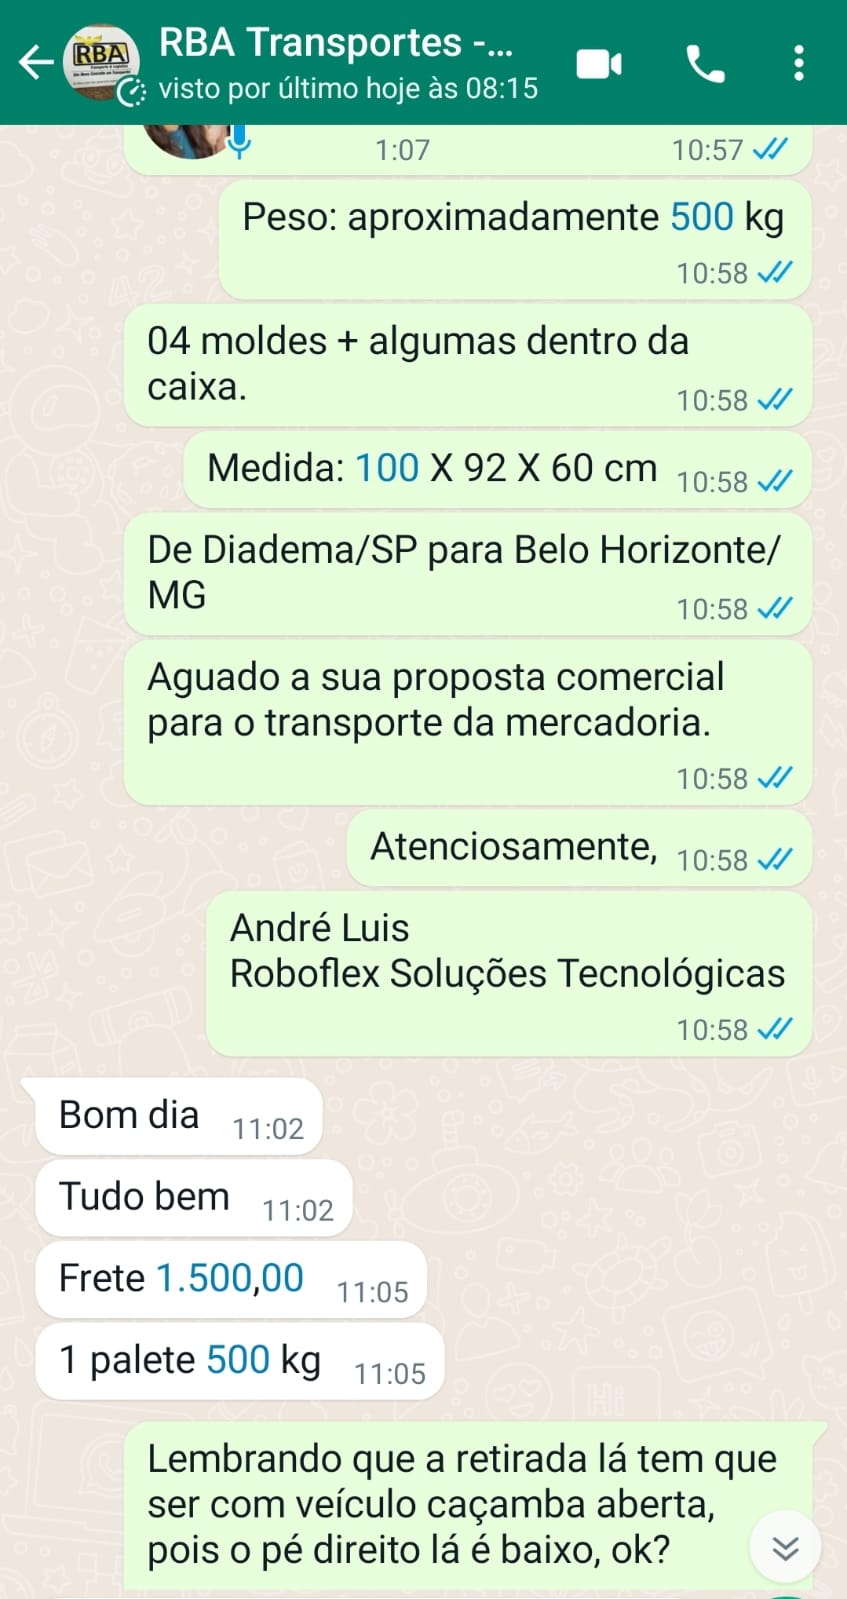 RBA Transportes -...
visto por último hoje às 08:15
RBA
1:07
10:57
Peso: aproximadamente 500 kg
10:58
04 moldes + algumas dentro da
caixa.
10:58
Medida: 100 X 92 X 60 cm
10:58
De Diadema/SP para Belo Horizonte/
MG
10:58
Aguado a sua proposta comercial
para o transporte da mercadoria.
10:58
Atenciosamente,
10:58
André Luis
Roboflex Soluções Tecnológicas
10:58
Bom dia
11:02
Tudo bem
11:02
Frete 1.500,00
11:05
1 palete 500 kg
11:05
Lembrando que a retirada lá tem que
ser com veículo caçamba aberta,
pois o pé direito lá é baixo, ok?